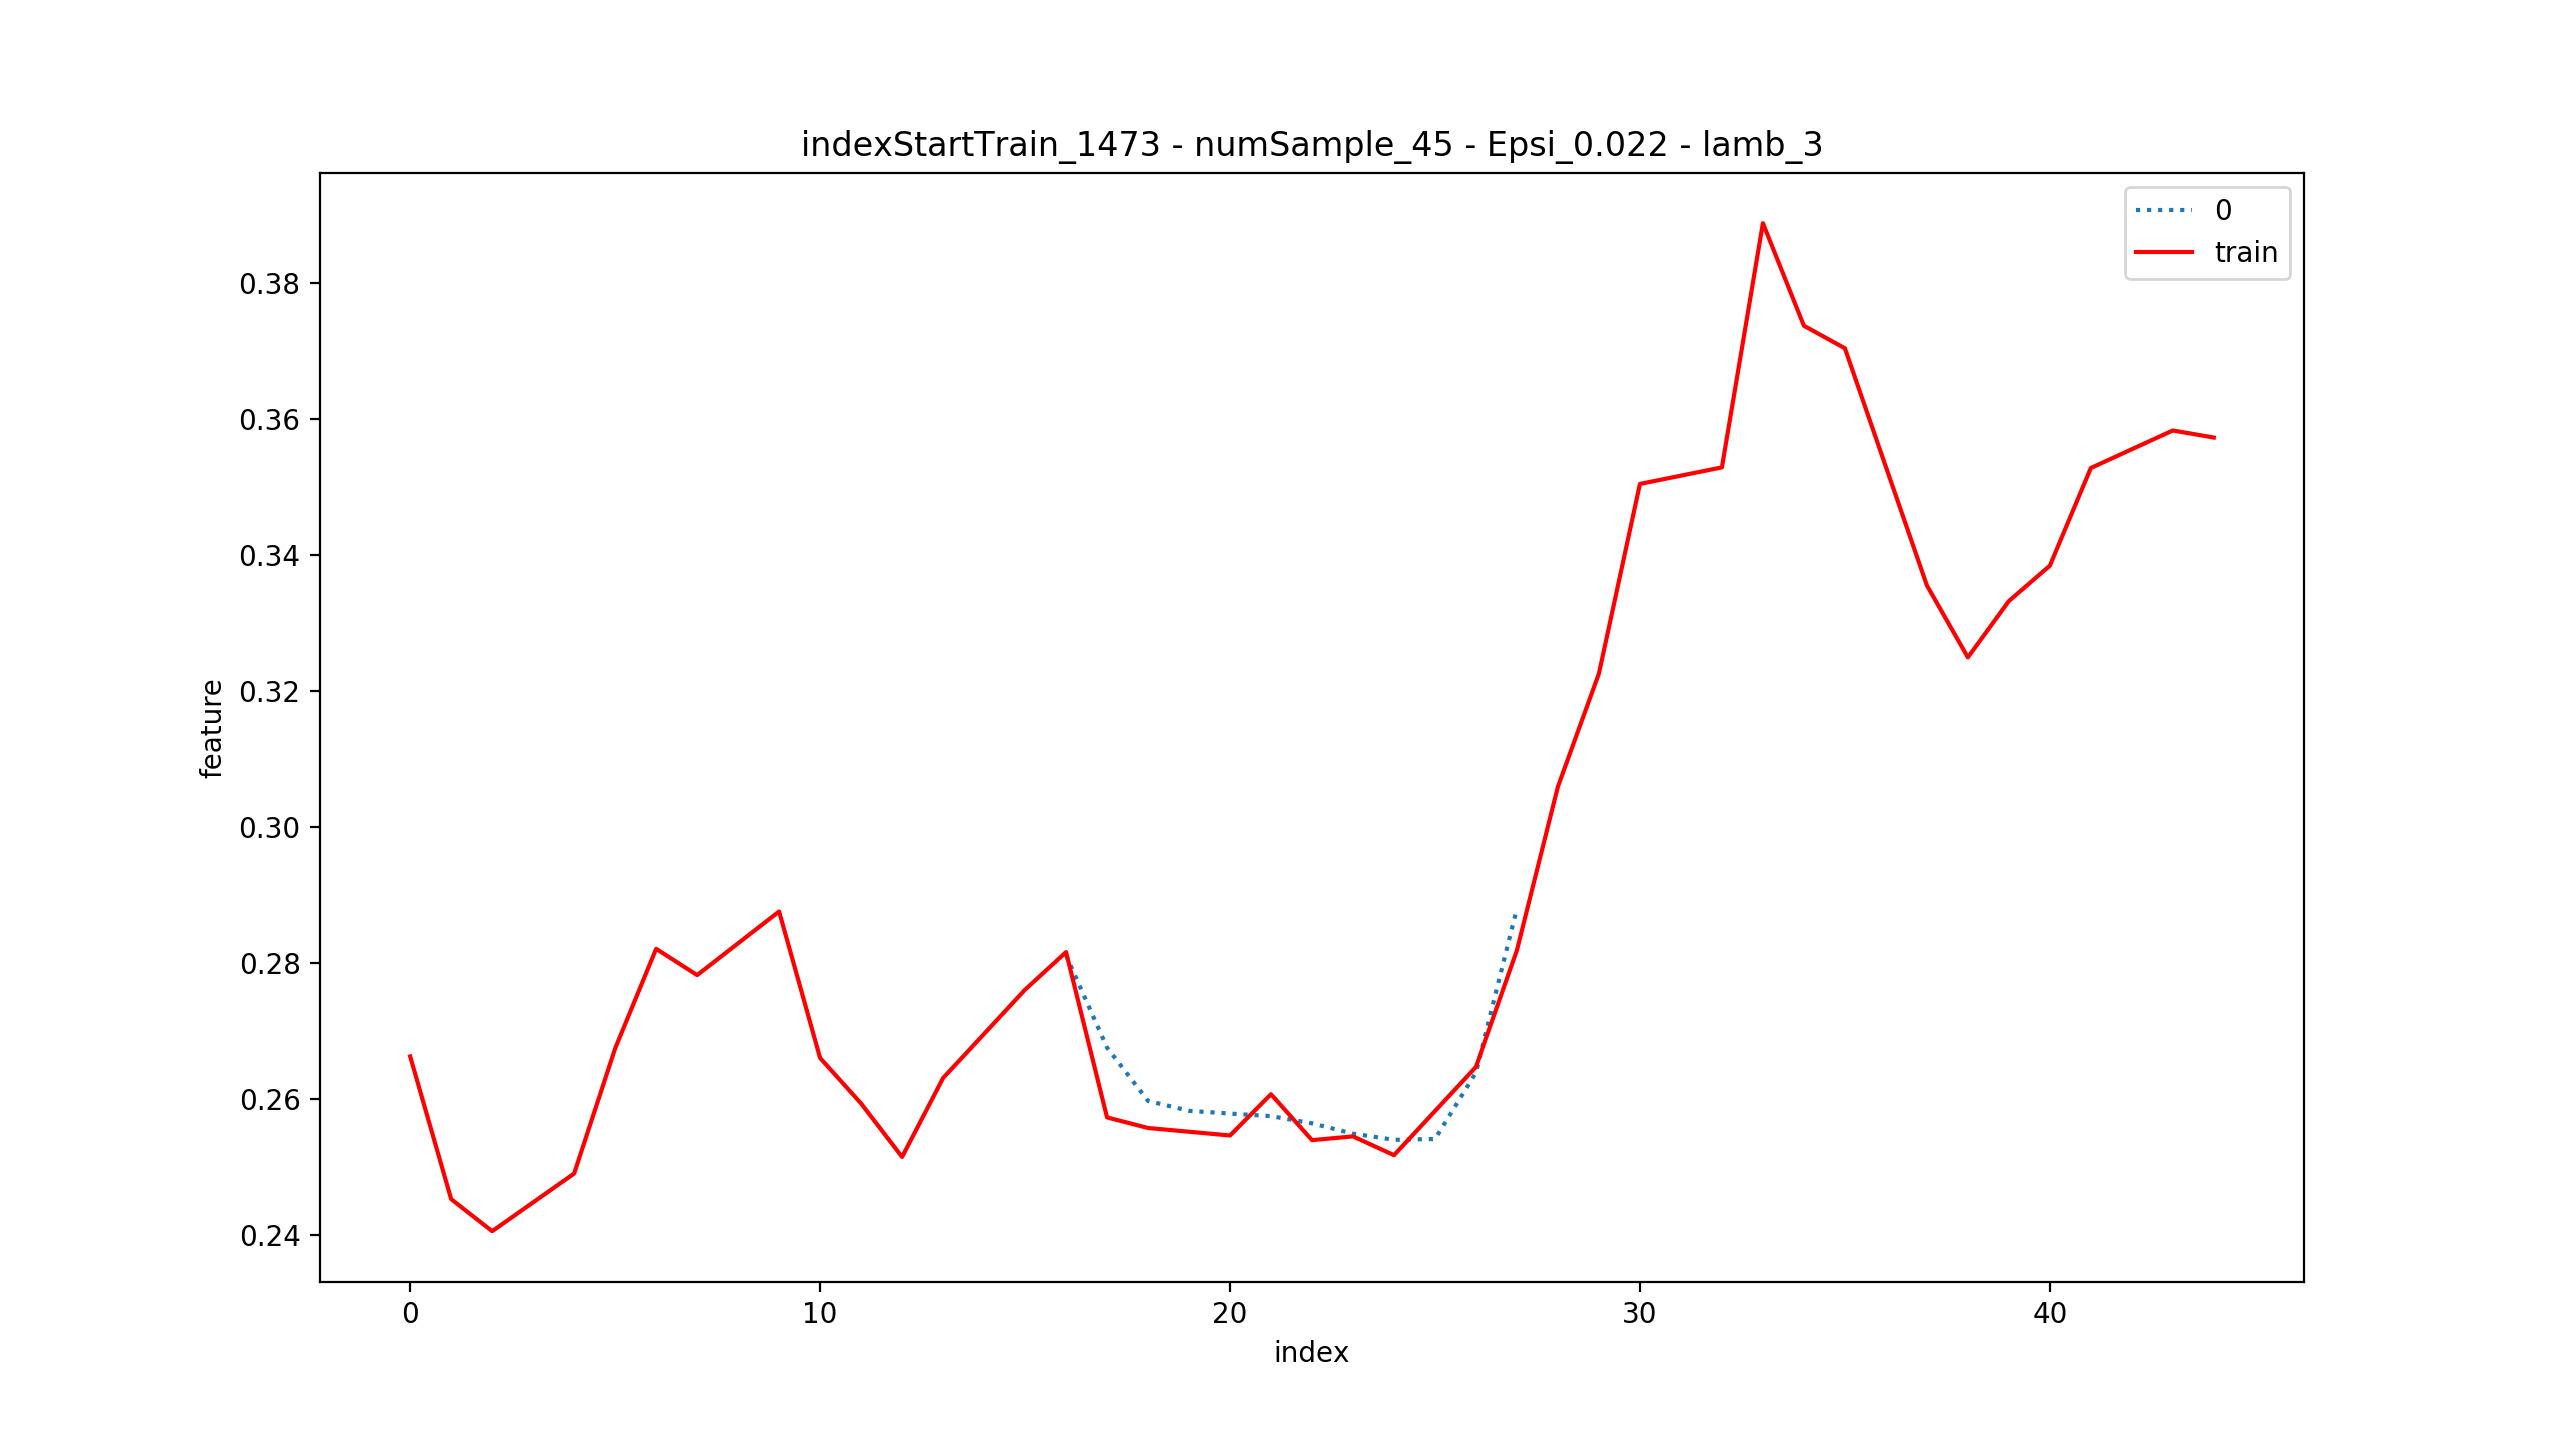 indexStartTrain_1473 - numSample_45 - Epsi_0.022 - lamb_3
0
train
0.38
0.36
0.34
0.32
0.30
0.28
0.26
0.24
feature
0 10 20 30 40
index